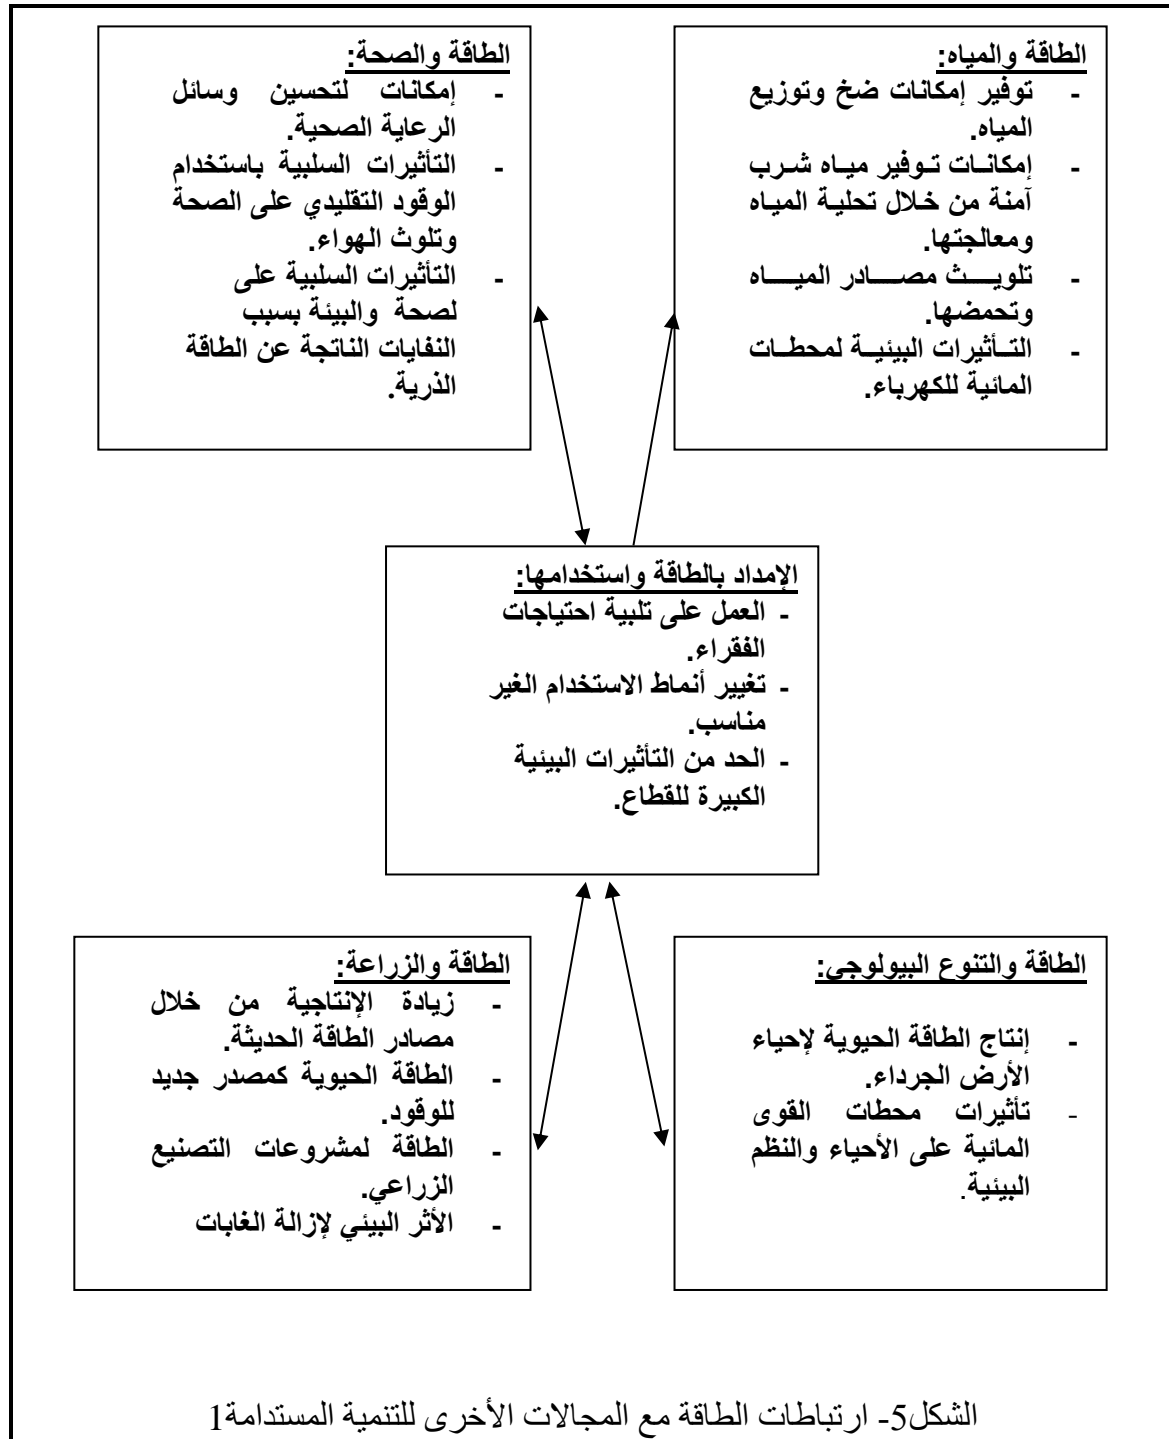 الطاقة والمياه:
- توفير إمكانات ضخ وتوزيع
المياه.
- إمكانات توفير مياه شرب
آمنة من خلال تحلية المياه
ومعالجتها.
- تلويث مصادر المياه
وتحمضها.
- التأثيرات البيئية لمحطات
المائية للكهرباء.
الطاقة والصحة:
- إمكانات لتحسين وسائل
الرعاية الصحية.
- التأثيرات السلبية باستخدام
الوقود التقليدي على الصحة
وتلوث الهواء.
- التأثيرات السلبية على
لصحة والبيئة بسبب
النفايات الناتجة عن الطاقة
الذرية.
الإمداد بالطاقة واستخدامها:
- العمل على تلبية احتياجات
الفقراء.
- تغيير أنماط الاستخدام الغير
مناسب.
- الحد من التأثيرات البيئية
الكبيرة للقطاع.
الطاقة والتنوع البيولوجي:
- إنتاج الطاقة الحيوية لإحياء
الأرض الجرداء.
- تأثيرات محطات القوى
المائية على الأحياء والنظم
البيئية.
الطاقة والزراعة:
- زيادة الإنتاجية من خلال
مصادر الطاقة الحديثة.
- الطاقة الحيوية كمصدر جديد
للوقود.
- الطاقة لمشروعات التصنيع
الزراعي.
- الأثر البيئي لإزالة الغابات
الشكل5- ارتباطات الطاقة مع المجالات الأخرى للتنمية المستدامة1